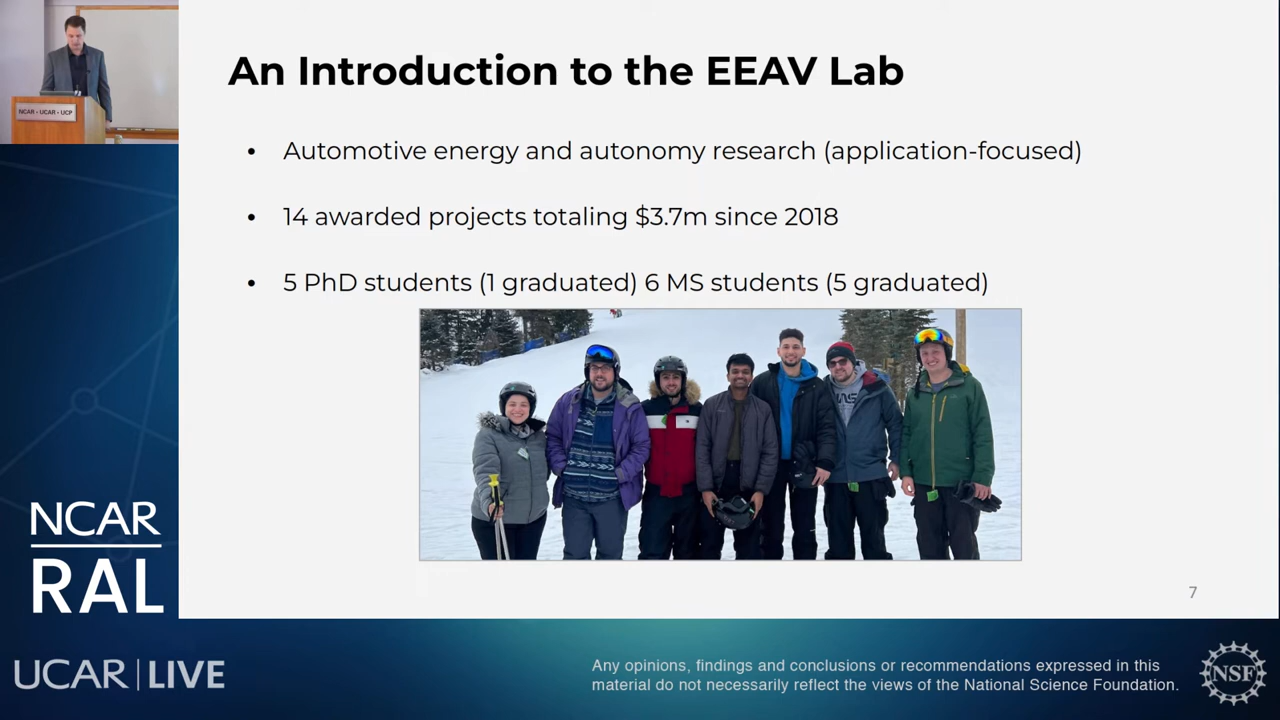 NCAR • UCAR • UCP
An Introduction to the EEAV Lab
• Automotive energy and autonomy research (application-focused)
• 14 awarded projects totaling $3.7m since 2018
• 5 PhD students (1 graduated) 6 MS students (5 graduated)
7
NCAR
RAL
UCAR | LIVE
Any opinions, findings and conclusions or recommendations expressed in this
material do not necessarily reflect the views of the National Science Foundation.
NSF